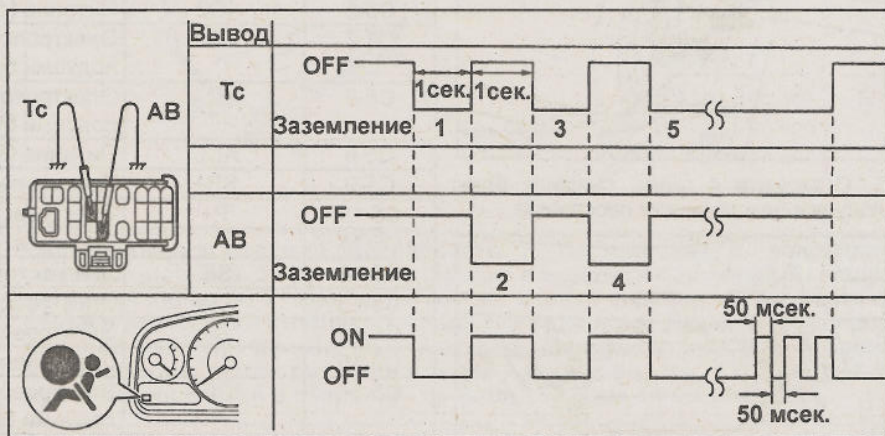 Вывод
Tc
AB
Tc
OFF
1сек. 1сек.
Заземление 1 3 5
AB
OFF
Заземление 2 4
50 мсек.
ON
OFF
50 мсек.